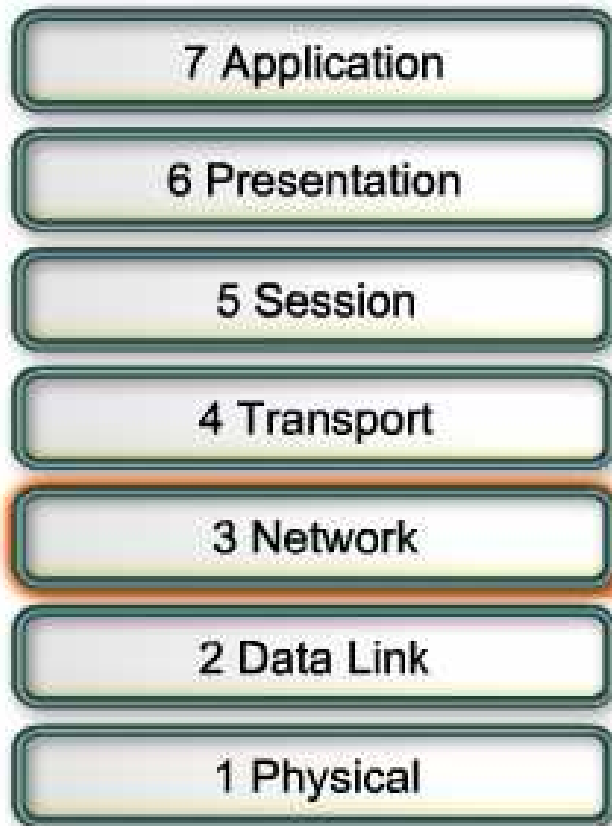 7 Application
6 Presentation
5 Session
4 Transport
3 Network
2 Data Link
1 Physical